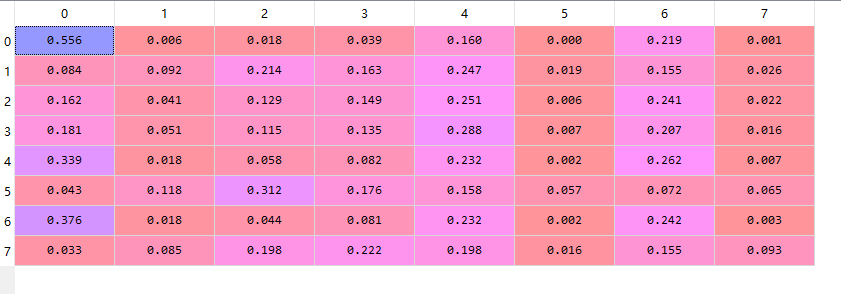 0 1 2 3 4 5 6 7
0 0.556 0.006 0.018 0.039 0.160 0.000 0.219 0.001
1 0.084 0.092 0.214 0.163 0.247 0.019 0.155 0.026
2 0.162 0.041 0.129 0.149 0.251 0.006 0.241 0.022
3 0.181 0.051 0.115 0.135 0.288 0.007 0.207 0.016
4 0.339 0.018 0.058 0.082 0.232 0.002 0.262 0.007
5 0.043 0.118 0.312 0.176 0.158 0.057 0.072 0.065
6 0.376 0.018 0.044 0.081 0.232 0.002 0.242 0.003
7 0.033 0.085 0.198 0.222 0.198 0.016 0.155 0.093